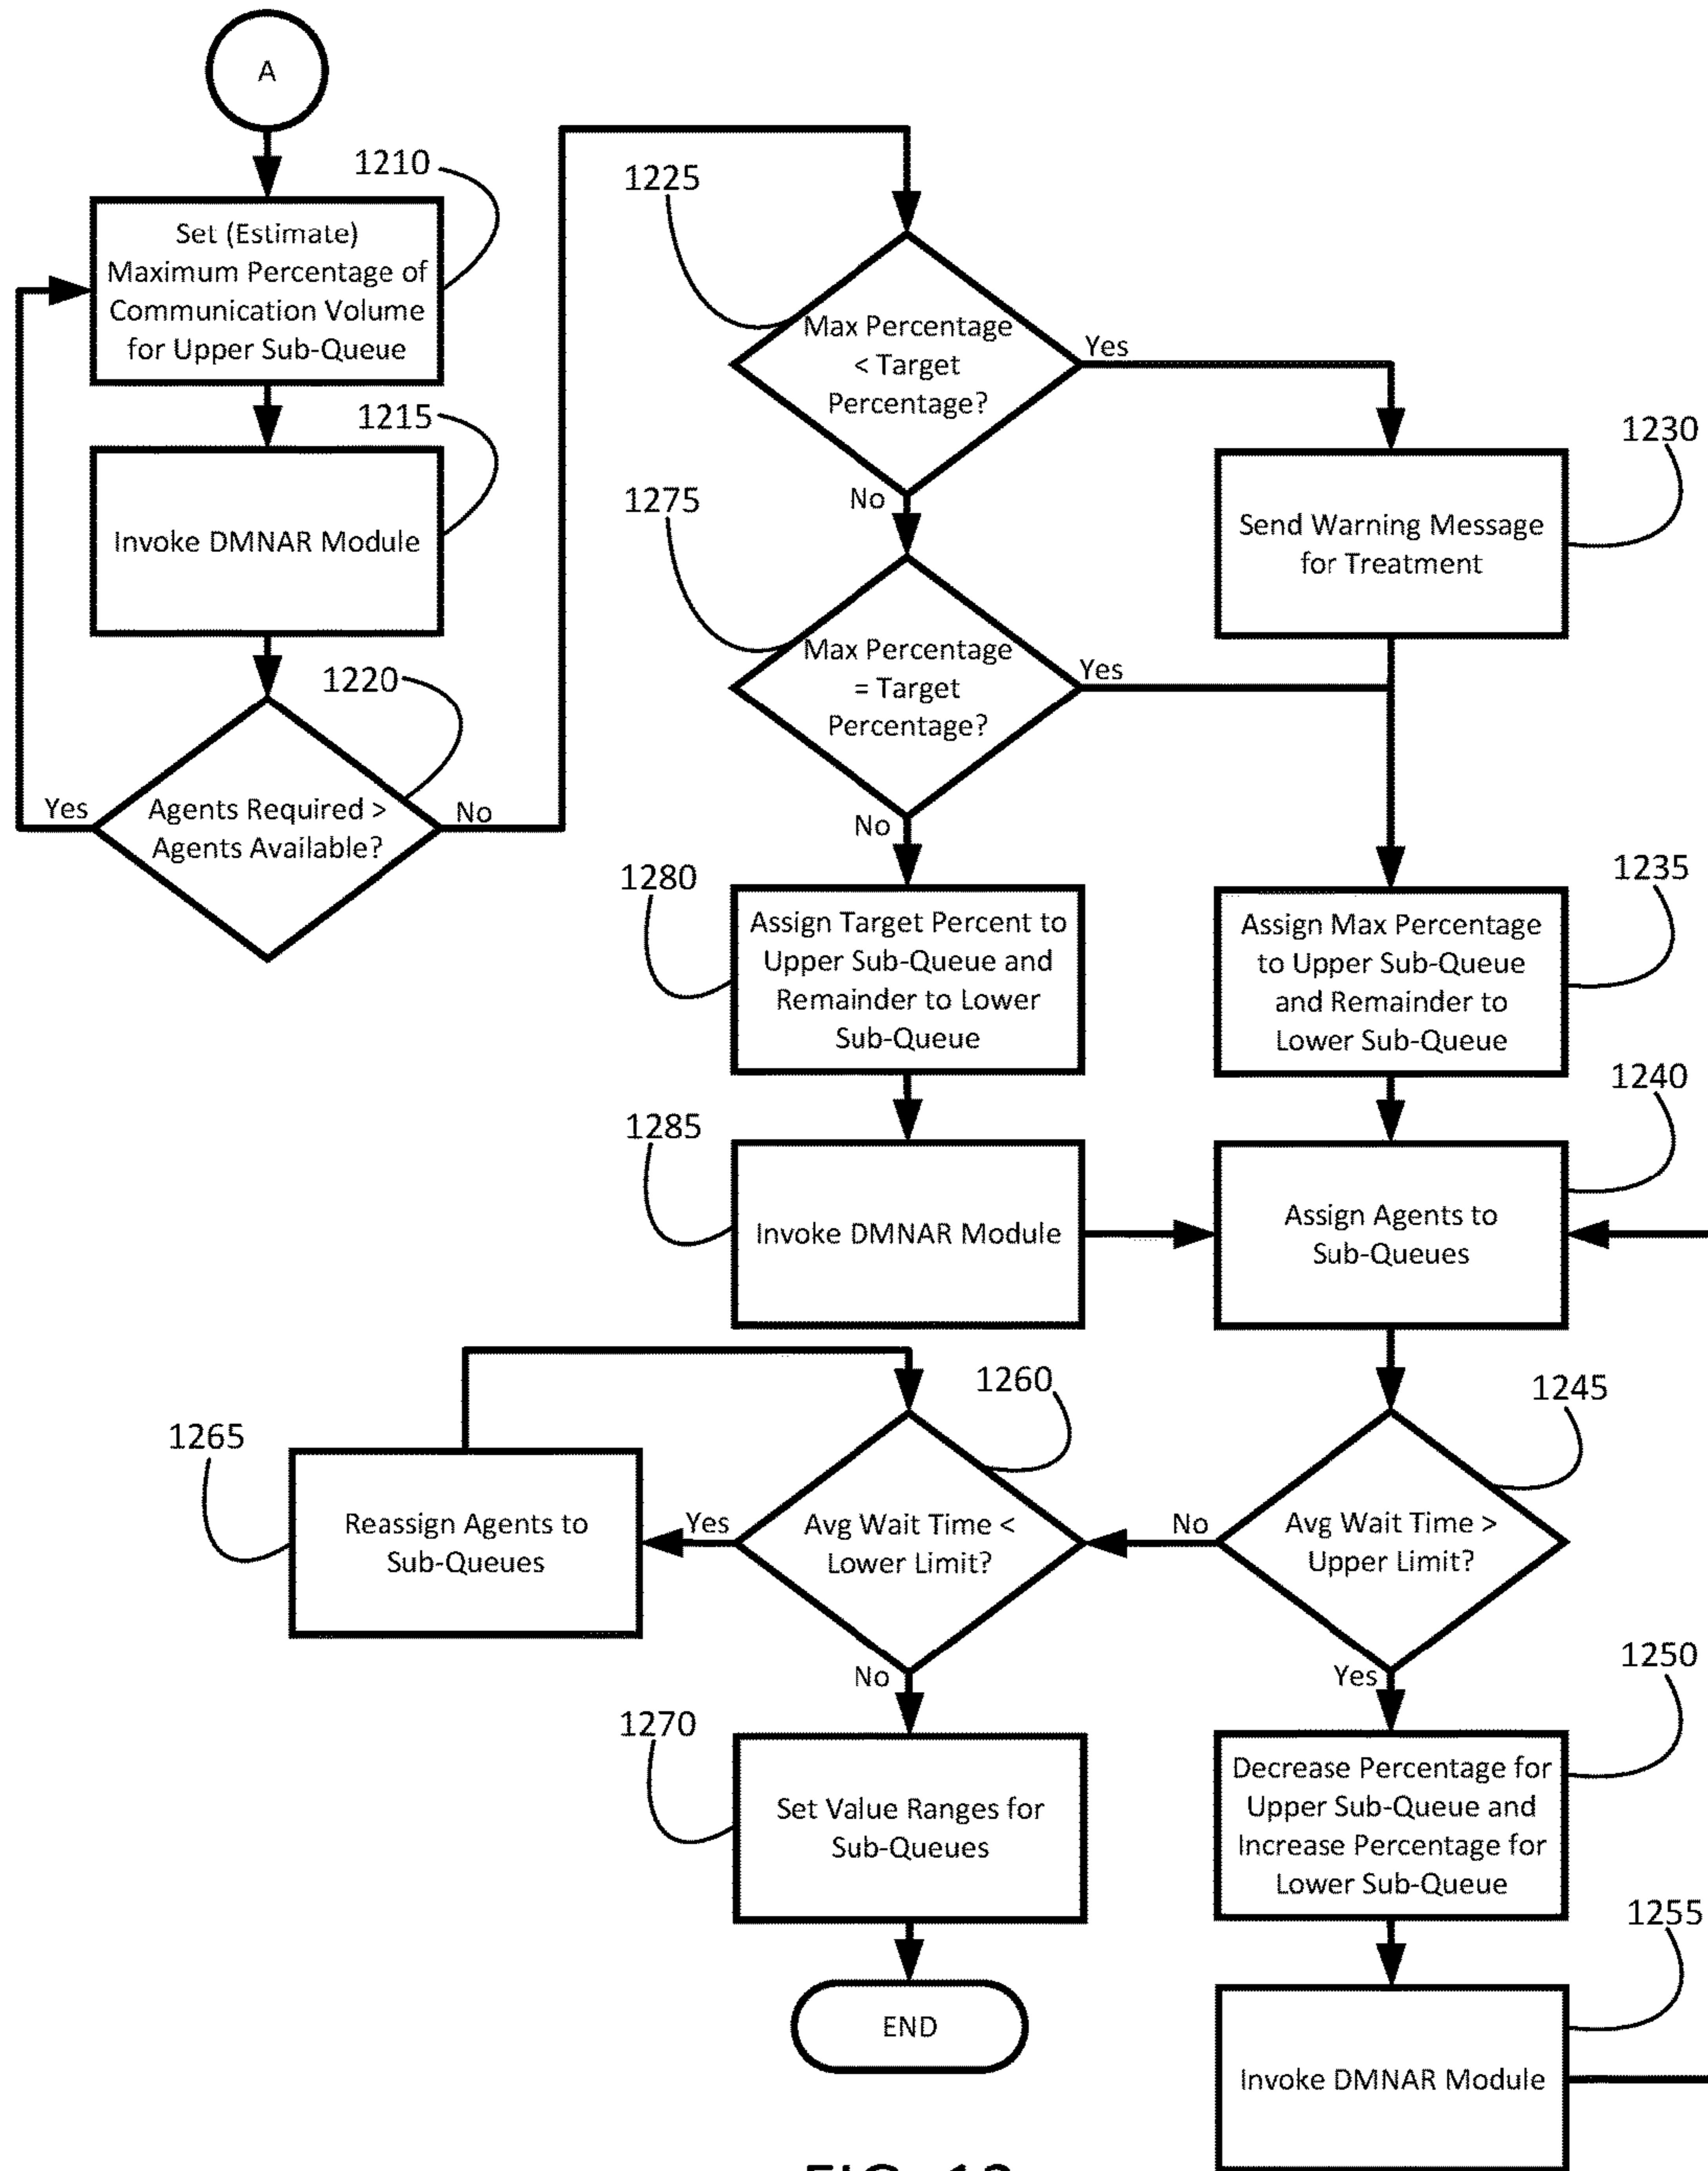 A
1210
Set (Estimate)
Maximum Percentage of
Communication Volume
for Upper Sub-Queue
1215
Invoke DMNAR Module
1220
Agents Required >
Agents Available?
Yes
No
1225
Max Percentage
< Target
Percentage?
Yes
No
1230
Send Warning Message
for Treatment
1275
Max Percentage
= Target
Percentage?
Yes
No
1280
Assign Target Percent to
Upper Sub-Queue and
Remainder to Lower
Sub-Queue
1235
Assign Max Percentage
to Upper Sub-Queue
and Remainder to
Lower Sub-Queue
1285
Invoke DMNAR Module
1240
Assign Agents to
Sub-Queues
1245
Avg Wait Time >
Upper Limit?
No
Yes
1260
Avg Wait Time <
Lower Limit?
Yes
No
1265
Reassign Agents to
Sub-Queues
1270
Set Value Ranges for
Sub-Queues
END
1250
Decrease Percentage for
Upper Sub-Queue and
Increase Percentage for
Lower Sub-Queue
1255
Invoke DMNAR Module